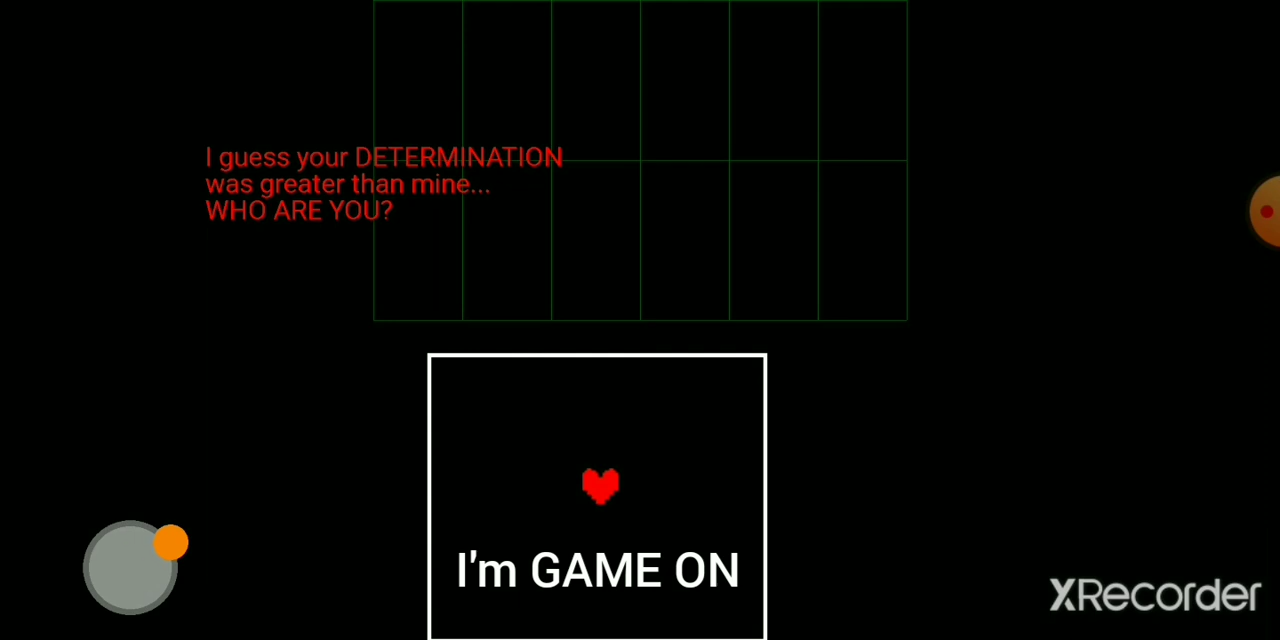 I guess your DETERMINATION
was greater than mine...
WHO ARE YOU?
I'm GAME ON
XRecorder